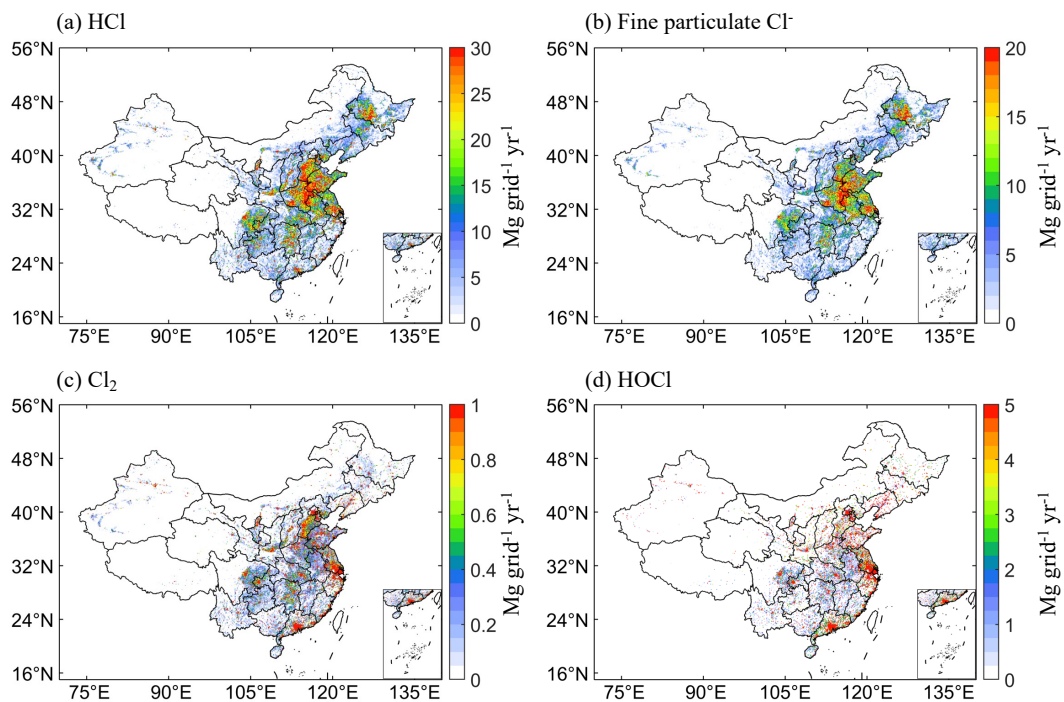 (a) HCl
56°N
48°N
40°N
32°N
24°N
16°N
75°E 90°E 105°E 120°E 135°E
30
25
20
15
10
5
0
Mg grid⁻¹ yr⁻¹
(b) Fine particulate Cl⁻
56°N
48°N
40°N
32°N
24°N
16°N
75°E 90°E 105°E 120°E 135°E
20
15
10
5
0
Mg grid⁻¹ yr⁻¹
(c) Cl₂
56°N
48°N
40°N
32°N
24°N
16°N
75°E 90°E 105°E 120°E 135°E
1
0.8
0.6
0.4
0.2
0
Mg grid⁻¹ yr⁻¹
(d) HOCl
56°N
48°N
40°N
32°N
24°N
16°N
75°E 90°E 105°E 120°E 135°E
5
4
3
2
1
0
Mg grid⁻¹ yr⁻¹